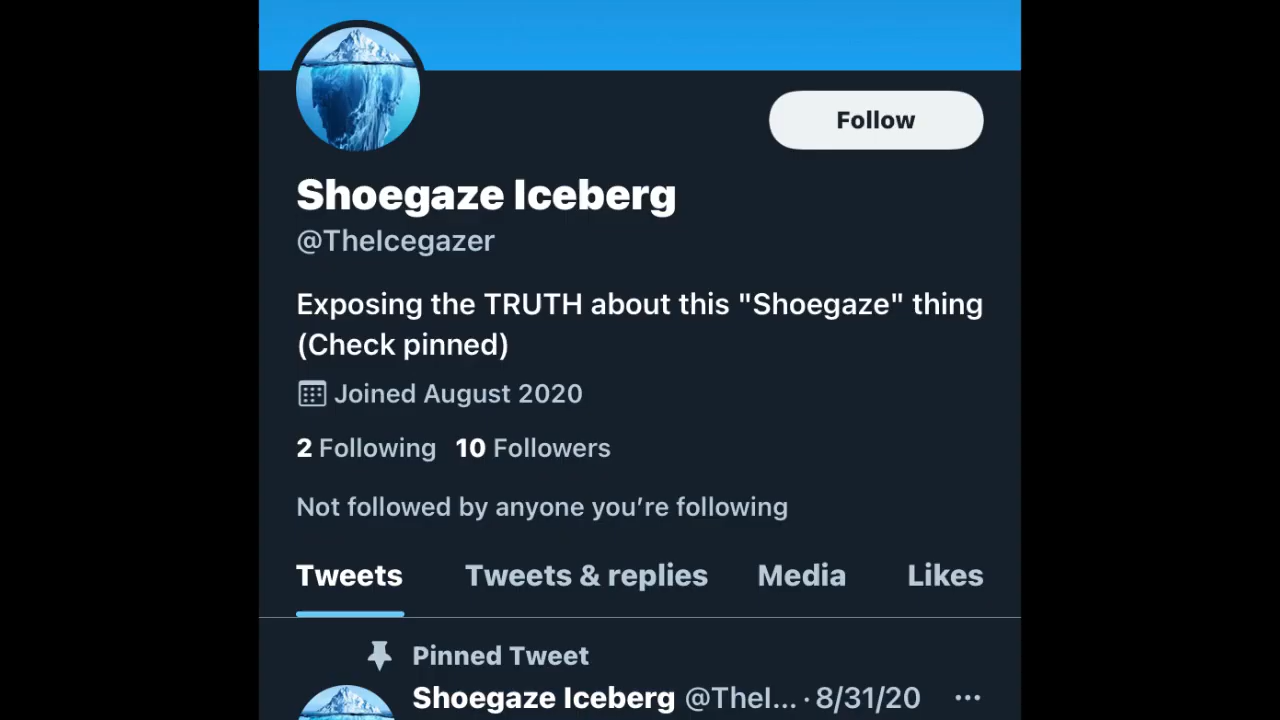 Follow
Shoegaze Iceberg
@TheIcegazer
Exposing the TRUTH about this "Shoegaze" thing
(Check pinned)
Joined August 2020
2 Following 10 Followers
Not followed by anyone you’re following
Tweets Tweets & replies Media Likes
Pinned Tweet
Shoegaze Iceberg @TheI... · 8/31/20 ...